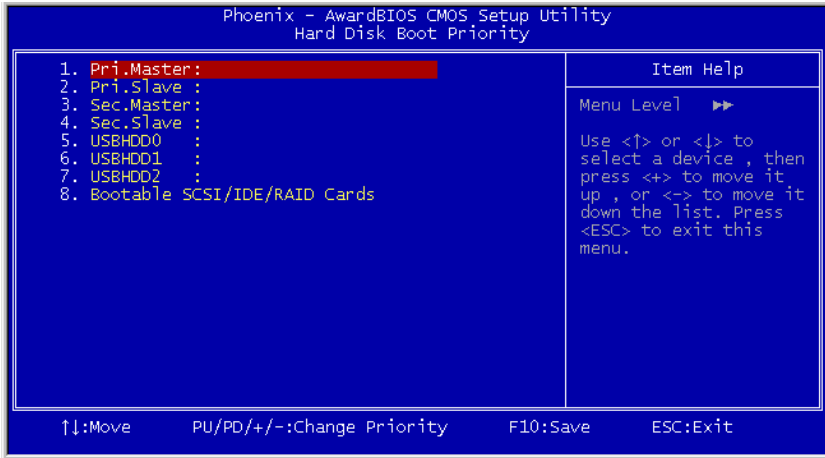 Phoenix - AwardBIOS CMOS Setup Utility
Hard Disk Boot Priority
1. Pri.Master:
2. Pri.Slave :
3. Sec.Master:
4. Sec.Slave :
5. USBHDD0 :
6. USBHDD1 :
7. USBHDD2 :
8. Bootable SCSI/IDE/RAID Cards
Item Help
Menu Level ▶▶
Use <↑> or <↓> to
select a device , then
press <+> to move it
up , or <-> to move it
down the list. Press
<ESC> to exit this
menu.
↑↓:Move PU/PD/+/-:Change Priority F10:Save ESC:Exit